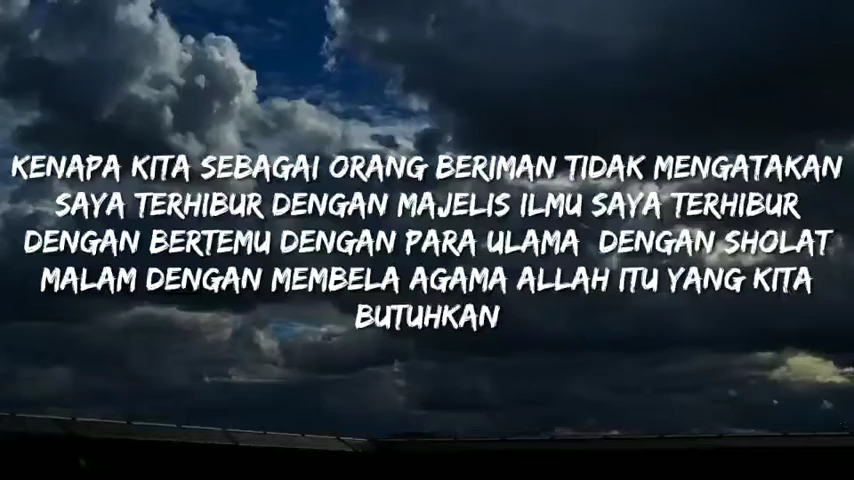 KENAPA KITA SEBAGAI ORANG BERIMAN TIDAK MENGATAKAN
SAYA TERHIBUR DENGAN MAJELIS ILMU SAYA TERHIBUR
DENGAN BERTEMU DENGAN PARA ULAMA DENGAN SHOLAT
MALAM DENGAN MEMBELA AGAMA ALLAH ITU YANG KITA
BUTUHKAN